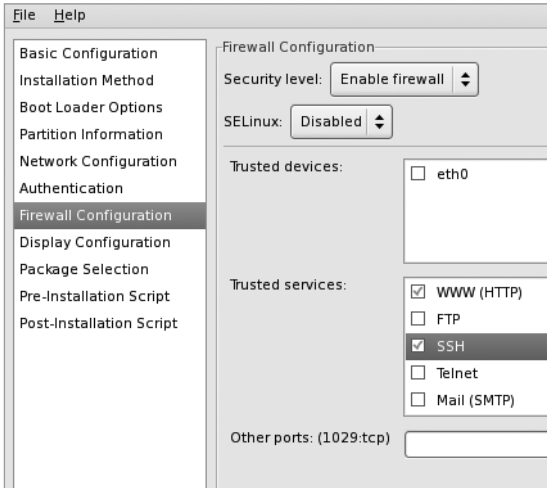 File Help
Basic Configuration
Installation Method
Boot Loader Options
Partition Information
Network Configuration
Authentication
Firewall Configuration
Display Configuration
Package Selection
Pre-Installation Script
Post-Installation Script
Firewall Configuration
Security level: Enable firewall
SELinux: Disabled
Trusted devices:
eth0
Trusted services:
WWW (HTTP)
FTP
SSH
Telnet
Mail (SMTP)
Other ports: (1029:tcp)